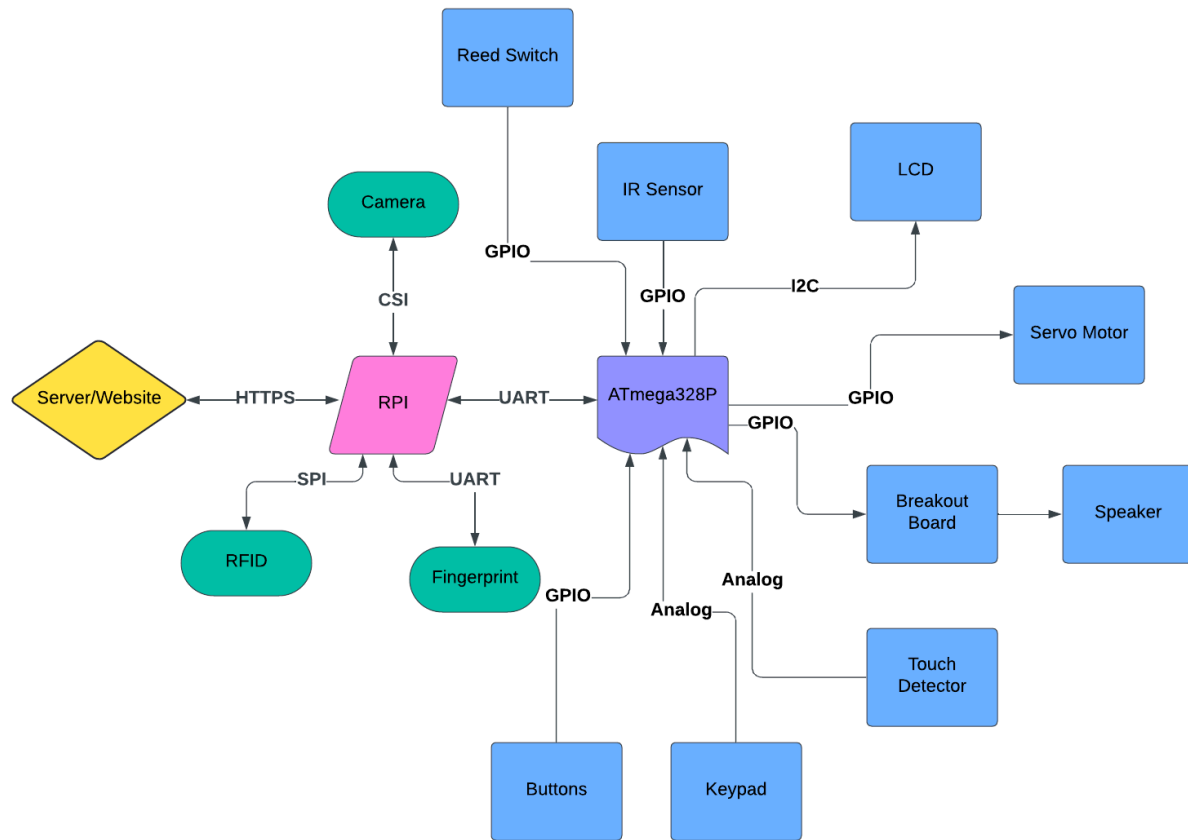 Reed Switch
IR Sensor
LCD
Camera
GPIO
CSI
GPIO
I2C
Servo Motor
Server/Website
HTTPS
RPI
UART
ATmega328P
GPIO
GPIO
SPI
UART
Breakout
Board
Speaker
RFID
Fingerprint
GPIO
Analog
Analog
Touch
Detector
Buttons
Keypad